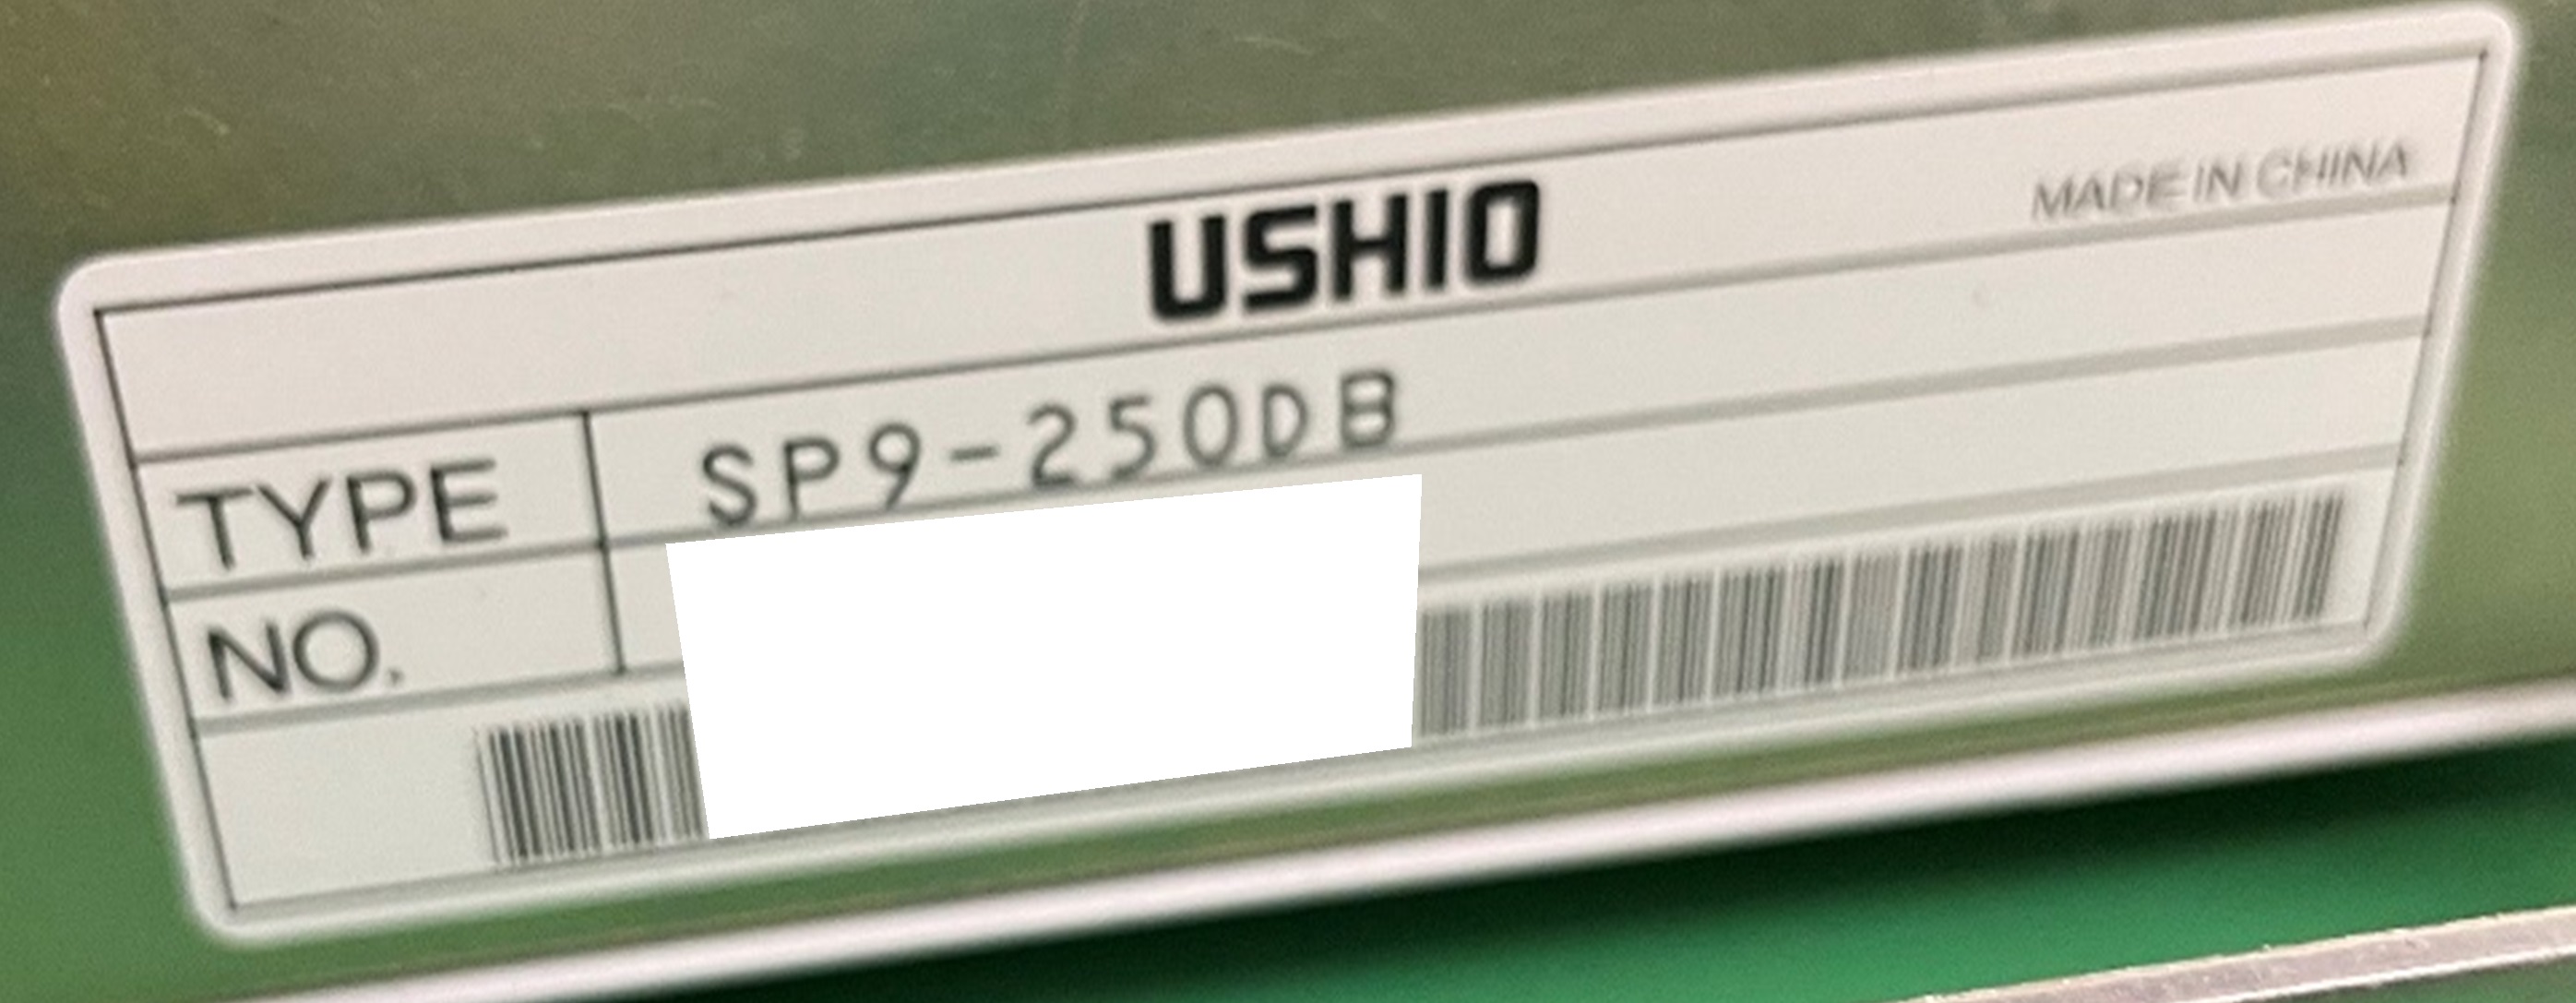 USHIO
MADE IN CHINA
TYPE SP9-250DB
NO.